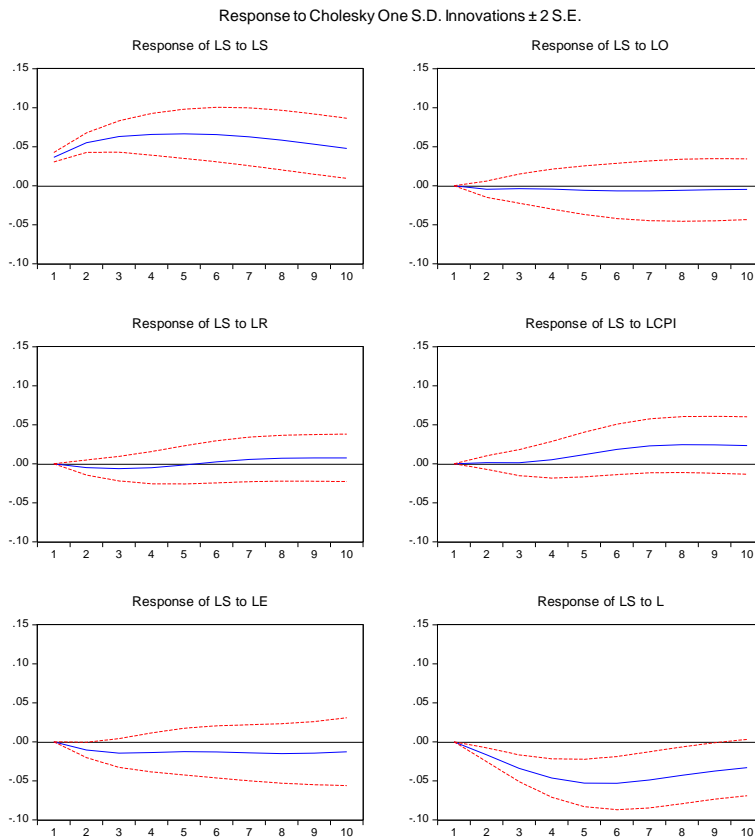 Response to Cholesky One S.D. Innovations ± 2 S.E.
Response of LS to LS
.15
.10
.05
.00
-.05
-.10
1 2 3 4 5 6 7 8 9 10
Response of LS to LO
.15
.10
.05
.00
-.05
-.10
1 2 3 4 5 6 7 8 9 10
Response of LS to LR
.15
.10
.05
.00
-.05
-.10
1 2 3 4 5 6 7 8 9 10
Response of LS to LCPI
.15
.10
.05
.00
-.05
-.10
1 2 3 4 5 6 7 8 9 10
Response of LS to LE
.15
.10
.05
.00
-.05
-.10
1 2 3 4 5 6 7 8 9 10
Response of LS to L
.15
.10
.05
.00
-.05
-.10
1 2 3 4 5 6 7 8 9 10